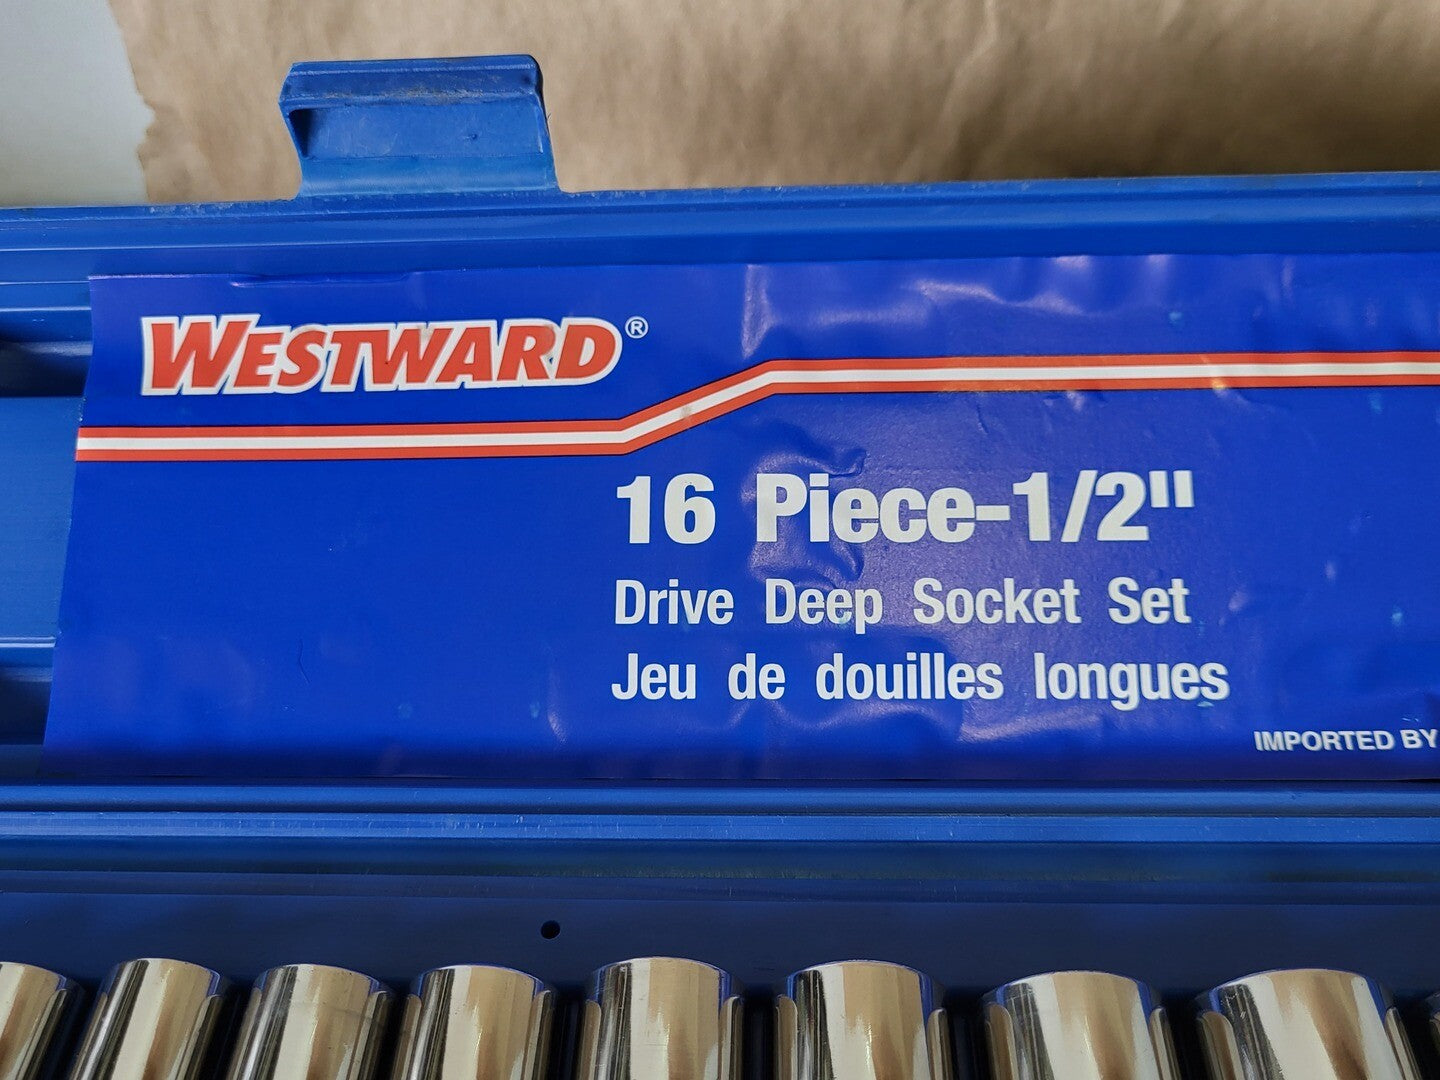 WESTWARD®
16 Piece-1/2"
Drive Deep Socket Set
Jeu de douilles longues
IMPORTED BY